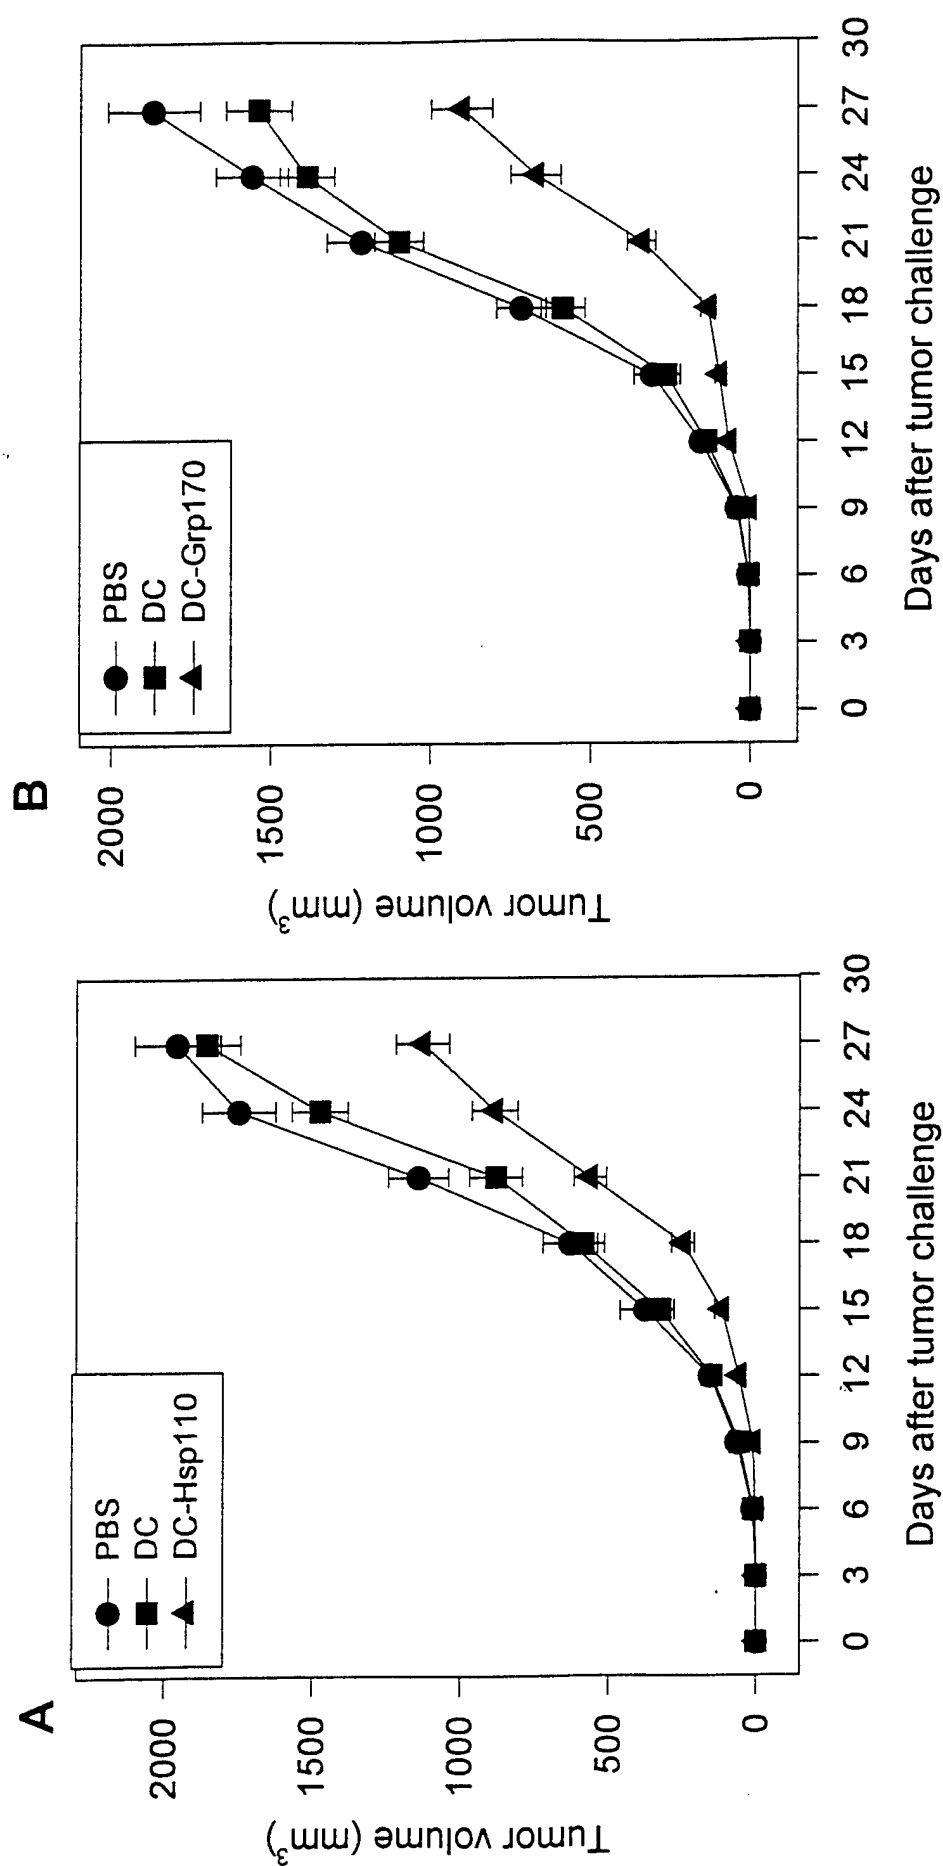 A
PBS
DC
DC-Hsp110
2000
1500
1000
500
0
Tumor volume (mm³)
0 3 6 9 12 15 18 21 24 27 30
Days after tumor challenge
B
PBS
DC
DC-Grp170
2000
1500
1000
500
0
Tumor volume (mm³)
0 3 6 9 12 15 18 21 24 27 30
Days after tumor challenge